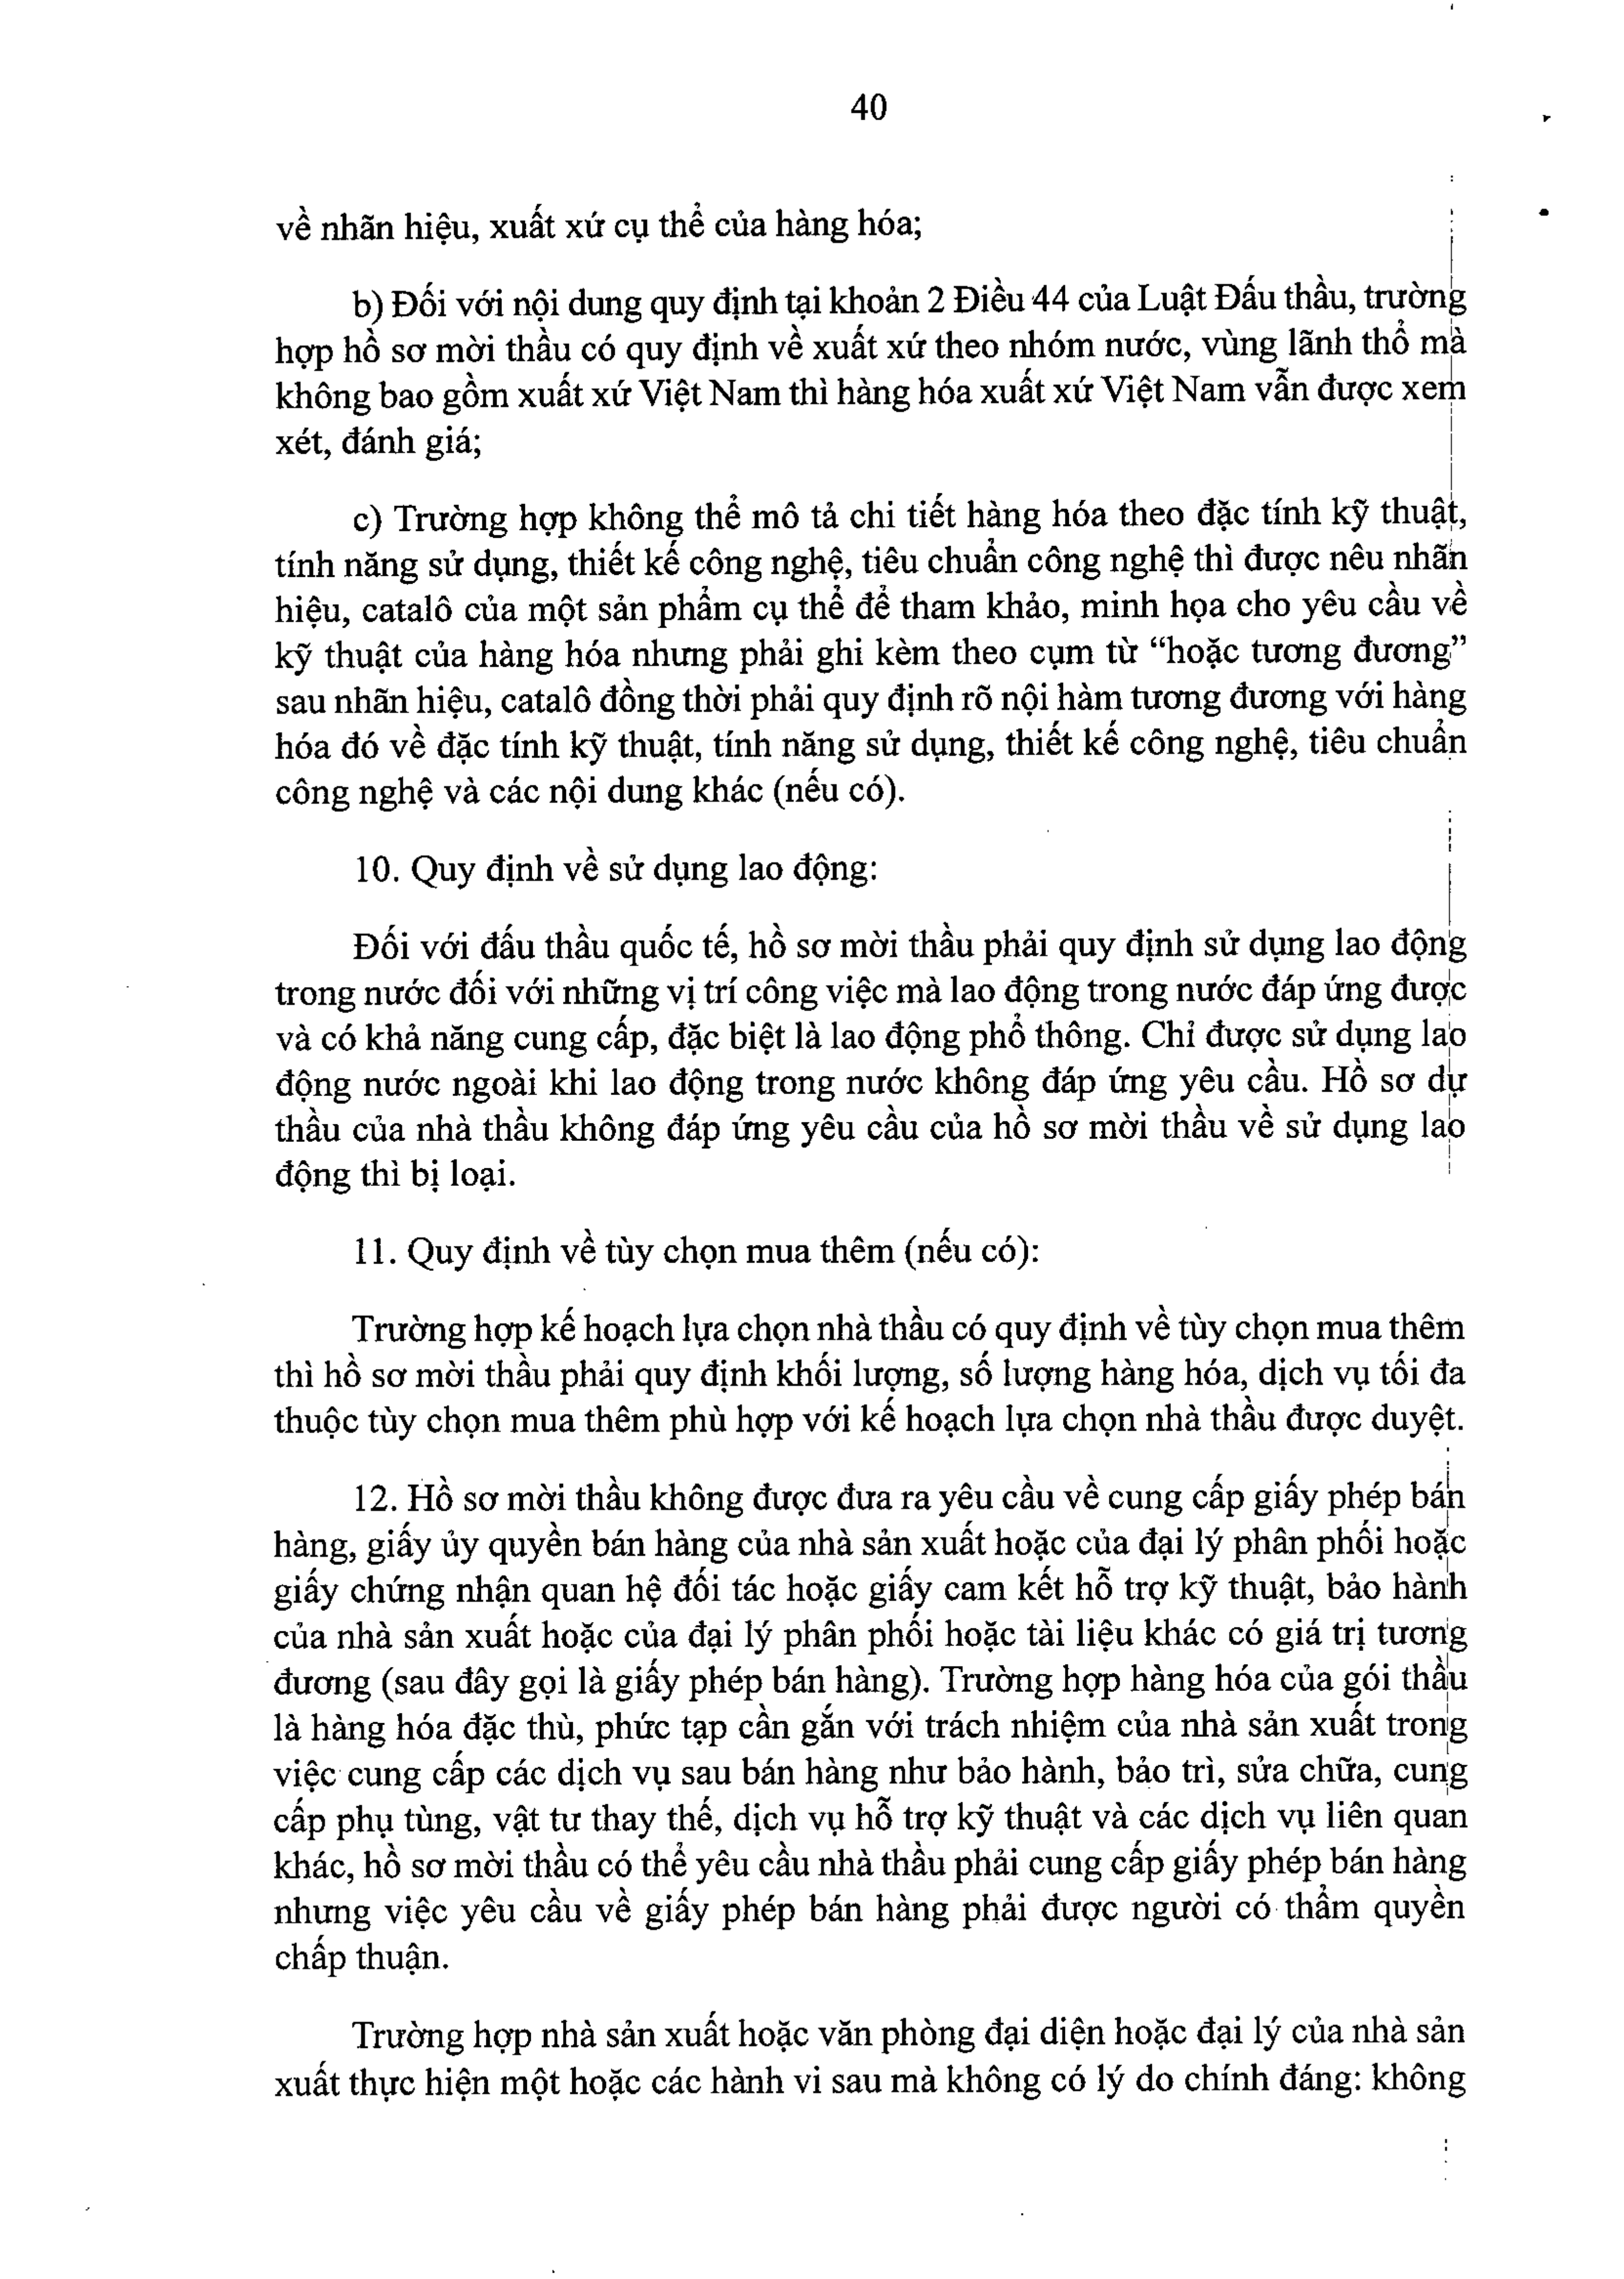 40
về nhãn hiệu, xuất xứ cụ thể của hàng hóa;
b) Đối với nội dung quy định tại khoản 2 Điều 44 của Luật Đấu thầu, trường
hợp hồ sơ mời thầu có quy định về xuất xứ theo nhóm nước, vùng lãnh thổ mà
không bao gồm xuất xứ Việt Nam thì hàng hóa xuất xứ Việt Nam vẫn được xem
xét, đánh giá;
c) Trường hợp không thể mô tả chi tiết hàng hóa theo đặc tính kỹ thuật,
tính năng sử dụng, thiết kế công nghệ, tiêu chuẩn công nghệ thì được nêu nhãn
hiệu, catalô của một sản phẩm cụ thể để tham khảo, minh họa cho yêu cầu về
kỹ thuật của hàng hóa nhưng phải ghi kèm theo cụm từ “hoặc tương đương”
sau nhãn hiệu, catalô đồng thời phải quy định rõ nội hàm tương đương với hàng
hóa đó về đặc tính kỹ thuật, tính năng sử dụng, thiết kế công nghệ, tiêu chuẩn
công nghệ và các nội dung khác (nếu có).
10. Quy định về sử dụng lao động:
Đối với đấu thầu quốc tế, hồ sơ mời thầu phải quy định sử dụng lao động
trong nước đối với những vị trí công việc mà lao động trong nước đáp ứng được
và có khả năng cung cấp, đặc biệt là lao động phổ thông. Chỉ được sử dụng lao
động nước ngoài khi lao động trong nước không đáp ứng yêu cầu. Hồ sơ dự
thầu của nhà thầu không đáp ứng yêu cầu của hồ sơ mời thầu về sử dụng lao
động thì bị loại.
11. Quy định về tùy chọn mua thêm (nếu có):
Trường hợp kế hoạch lựa chọn nhà thầu có quy định về tùy chọn mua thêm
thì hồ sơ mời thầu phải quy định khối lượng, số lượng hàng hóa, dịch vụ tối đa
thuộc tùy chọn mua thêm phù hợp với kế hoạch lựa chọn nhà thầu được duyệt.
12. Hồ sơ mời thầu không được đưa ra yêu cầu về cung cấp giấy phép bán
hàng, giấy ủy quyền bán hàng của nhà sản xuất hoặc của đại lý phân phối hoặc
giấy chứng nhận quan hệ đối tác hoặc giấy cam kết hỗ trợ kỹ thuật, bảo hành
của nhà sản xuất hoặc của đại lý phân phối hoặc tài liệu khác có giá trị tương
đương (sau đây gọi là giấy phép bán hàng). Trường hợp hàng hóa của gói thầu
là hàng hóa đặc thù, phức tạp cần gắn với trách nhiệm của nhà sản xuất trong
việc cung cấp các dịch vụ sau bán hàng như bảo hành, bảo trì, sửa chữa, cung
cấp phụ tùng, vật tư thay thế, dịch vụ hỗ trợ kỹ thuật và các dịch vụ liên quan
khác, hồ sơ mời thầu có thể yêu cầu nhà thầu phải cung cấp giấy phép bán hàng
nhưng việc yêu cầu về giấy phép bán hàng phải được người có thẩm quyền
chấp thuận.
Trường hợp nhà sản xuất hoặc văn phòng đại diện hoặc đại lý của nhà sản
xuất thực hiện một hoặc các hành vi sau mà không có lý do chính đáng: không